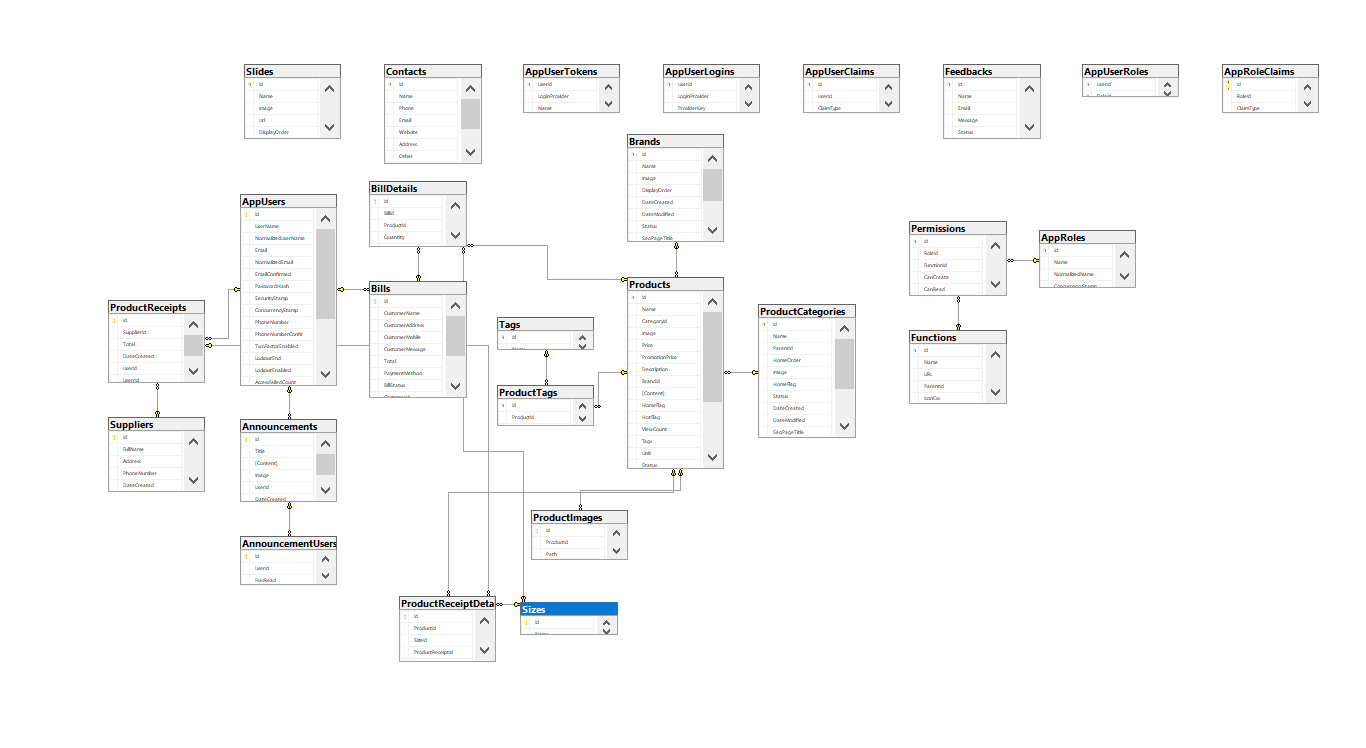 Slides
Id
Name
Image
Url
DisplayOrder
Contacts
Id
Name
Phone
Email
Website
Address
Other
AppUserTokens
UserId
LoginProvider
Name
AppUserLogins
UserId
LoginProvider
ProviderKey
AppUserClaims
Id
UserId
ClaimType
Feedbacks
Id
Name
Email
Message
Status
AppUserRoles
UserId
AppRoleClaims
Id
RoleId
ClaimType
Brands
Id
Name
Image
DisplayOrder
DateCreated
DateModified
Status
SeoPageTitle
BillDetails
Id
BillId
ProductId
Quantity
AppUsers
Id
UserName
NormalizedUserName
Email
NormalizedEmail
EmailConfirmed
PasswordHash
SecurityStamp
ConcurrencyStamp
PhoneNumber
PhoneNumberConfir
TwoFactorEnabled
LockoutEnd
LockoutEnabled
AccessFailedCount
Permissions
Id
RoleId
FunctionId
CanCreate
CanRead
AppRoles
Id
Name
NormalizedName
ConcurrencyStamp
Bills
Id
CustomerName
CustomerAddress
CustomerMobile
CustomerMessage
Total
PaymentMethod
BillStatus
CustomerId
Products
Id
Name
CategoryId
Image
Price
PromotionPrice
Description
BrandId
[Content]
HomeFlag
HotFlag
ViewCount
Tags
Unit
Status
ProductReceipts
Id
SupplierId
Total
DateCreated
UserId
UserId
ProductCategories
Id
Name
ParentId
HomeOrder
Image
HomeFlag
Status
DateCreated
DateModified
SeoPageTitle
Tags
Id
Name
Functions
Id
Name
URL
ParentId
IconCss
ProductTags
Id
ProductId
Suppliers
Id
FullName
Address
PhoneNumber
DateCreated
Announcements
Id
Title
[Content]
Image
UserId
DateCreated
ProductImages
Id
ProductId
Path
AnnouncementUsers
Id
UserId
HasRead
ProductReceiptDeta
Id
ProductId
SizeId
ProductReceiptId
Sizes
Id
Name